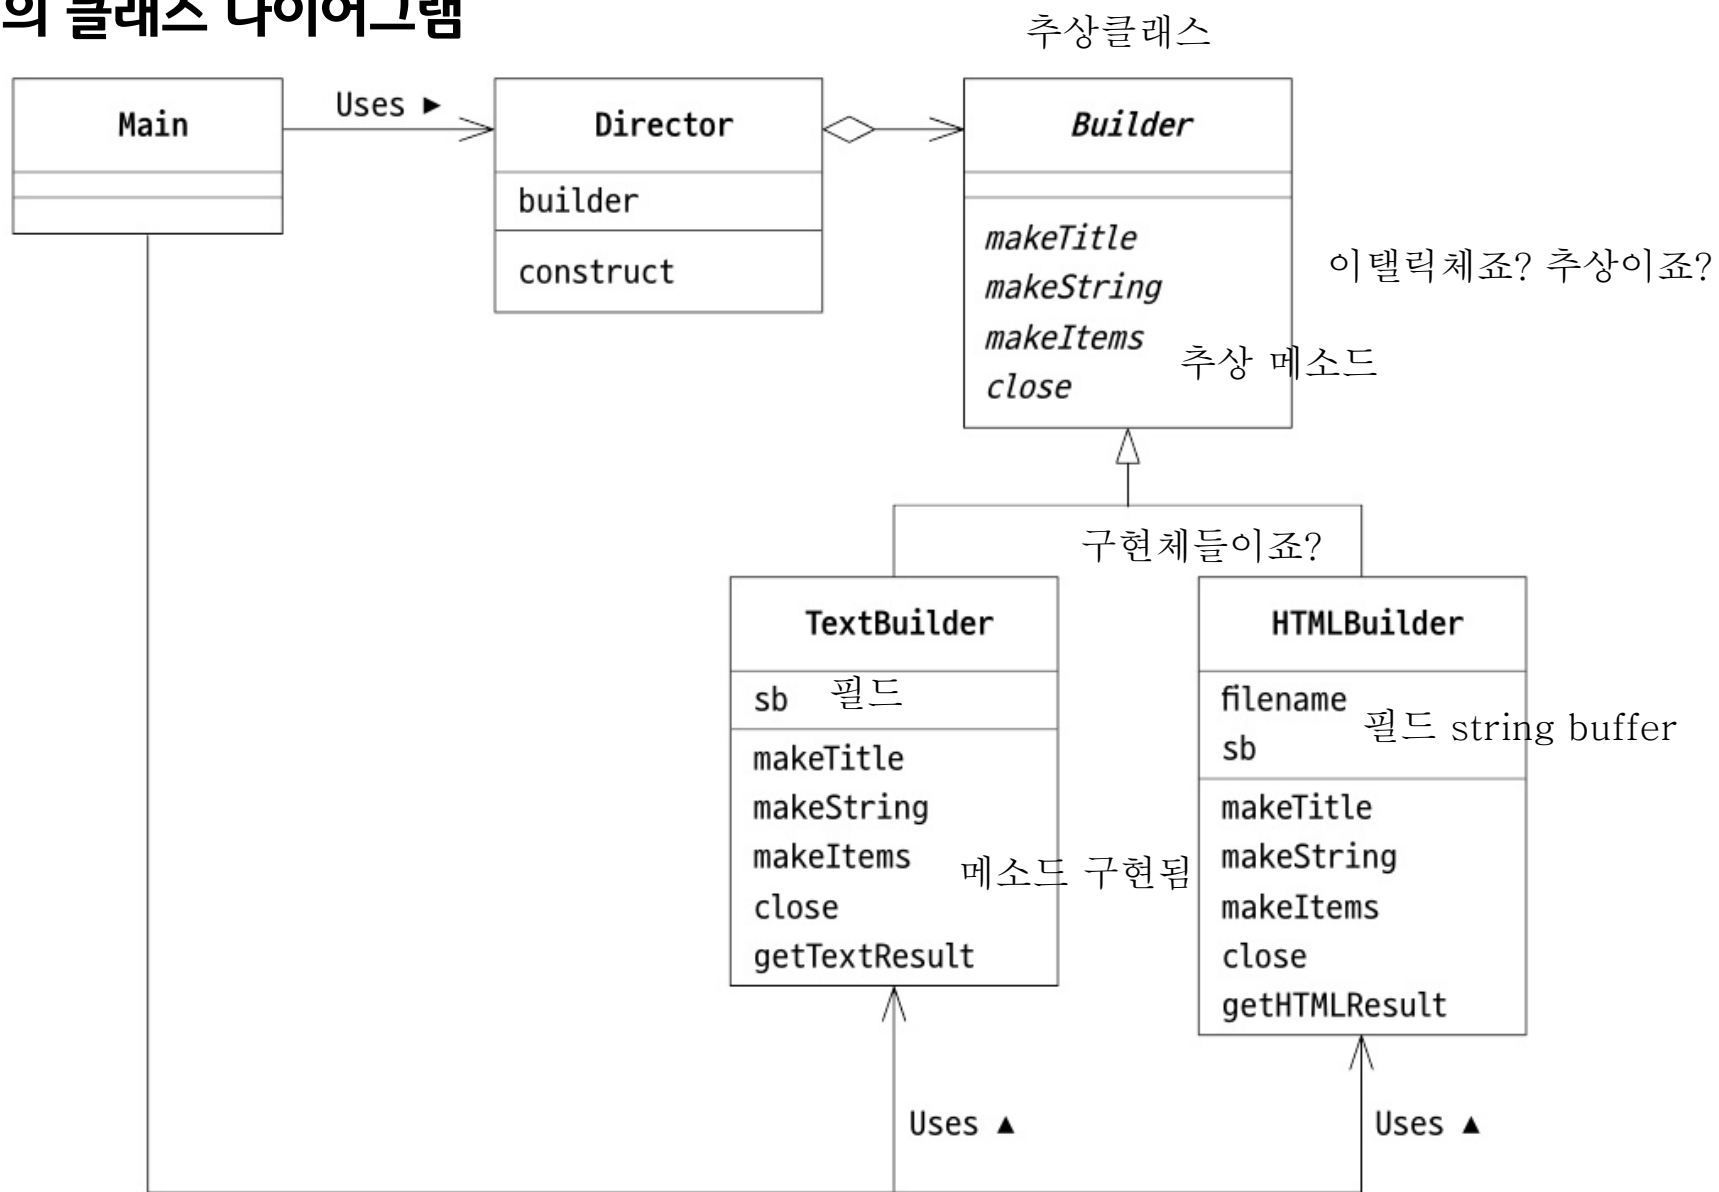 의 클래스 다이어그램
추상클래스
Main
Uses ▶
Director
builder
construct
Builder
makeTitle
makeString
makeItems
close
이탤릭체죠? 추상이죠?
추상 메소드
구현체들이죠?
TextBuilder
sb
필드
makeTitle
makeString
makeItems
close
getTextResult
메소드 구현됨
HTMLBuilder
filename
sb
필드 string buffer
makeTitle
makeString
makeItems
close
getHTMLResult
Uses ▲
Uses ▲